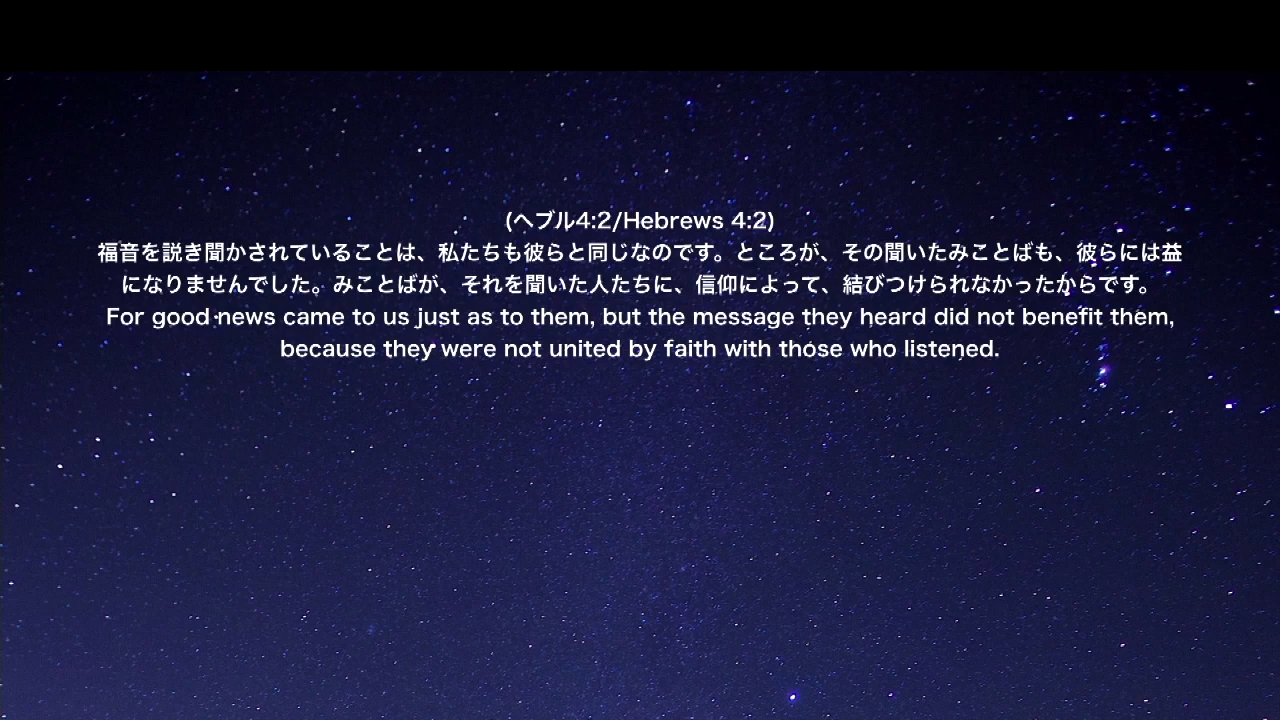 (ヘブル4:2/Hebrews 4:2)
福音を説き聞かされていることは、私たちも彼らと同じなのです。ところが、その聞いたみことばも、彼らには益
になりませんでした。みことばが、それを聞いた人たちに、信仰によって、結びつけられなかったからです。
For good news came to us just as to them, but the message they heard did not benefit them,
because they were not united by faith with those who listened.